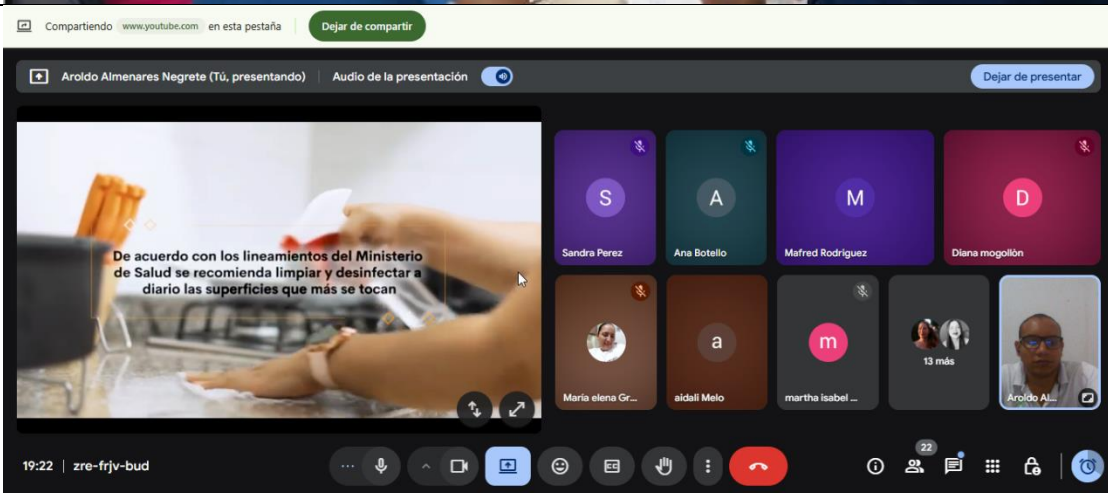 Compartiendo www.youtube.com en esta pestaña Dejar de compartir
Aroldo Almenares Negrete (Tú, presentando) Audio de la presentación Dejar de presentar
De acuerdo con los lineamientos del Ministerio
de Salud se recomienda limpiar y desinfectar a
diario las superficies que más se tocan
S
Sandra Perez
A
Ana Botello
M
Mafred Rodriguez
D
Diana mogollòn
Maria elena Gr...
a
aidali Melo
m
martha isabel ...
13 más
Aroldo Al...
19:22 | zre-frjv-bud
CC
22